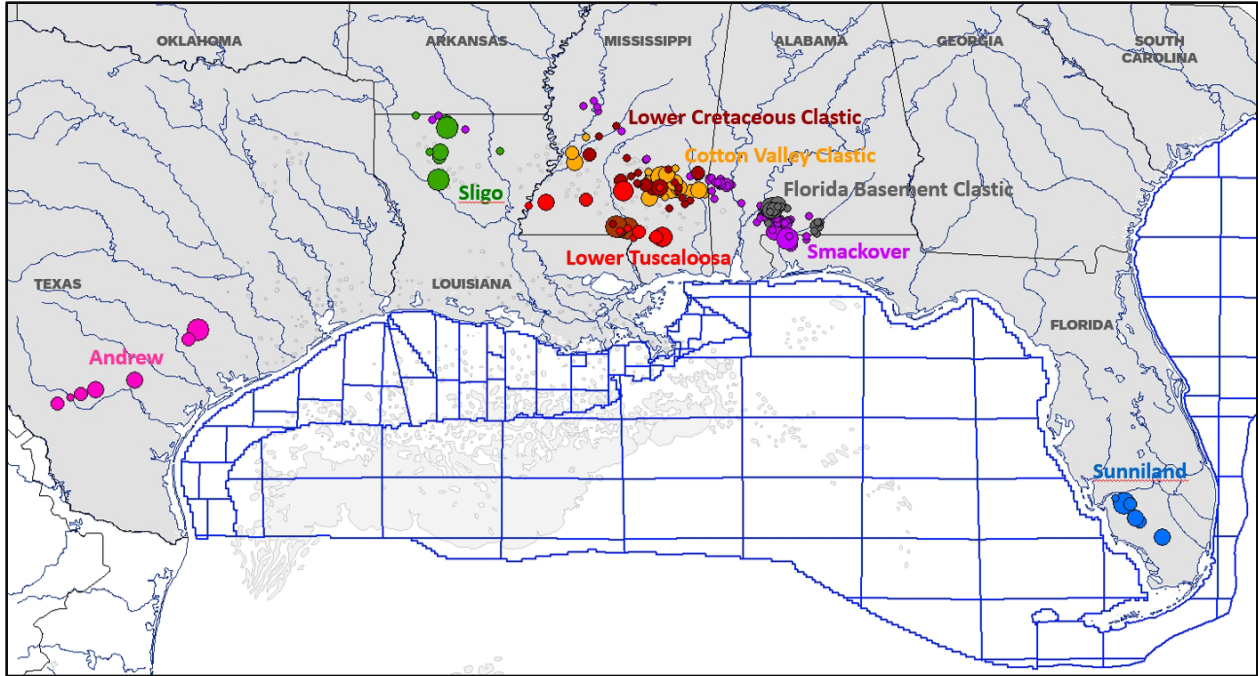 OKLAHOMA
ARKANSAS
MISSISSIPPI
ALABAMA
GEORGIA
SOUTH
CAROLINA
Lower Cretaceous Clastic
Cotton Valley Clastic
Florida Basement Clastic
Sligo
Smackover
Lower Tuscaloosa
TEXAS
LOUISIANA
FLORIDA
Andrew
Sunniland